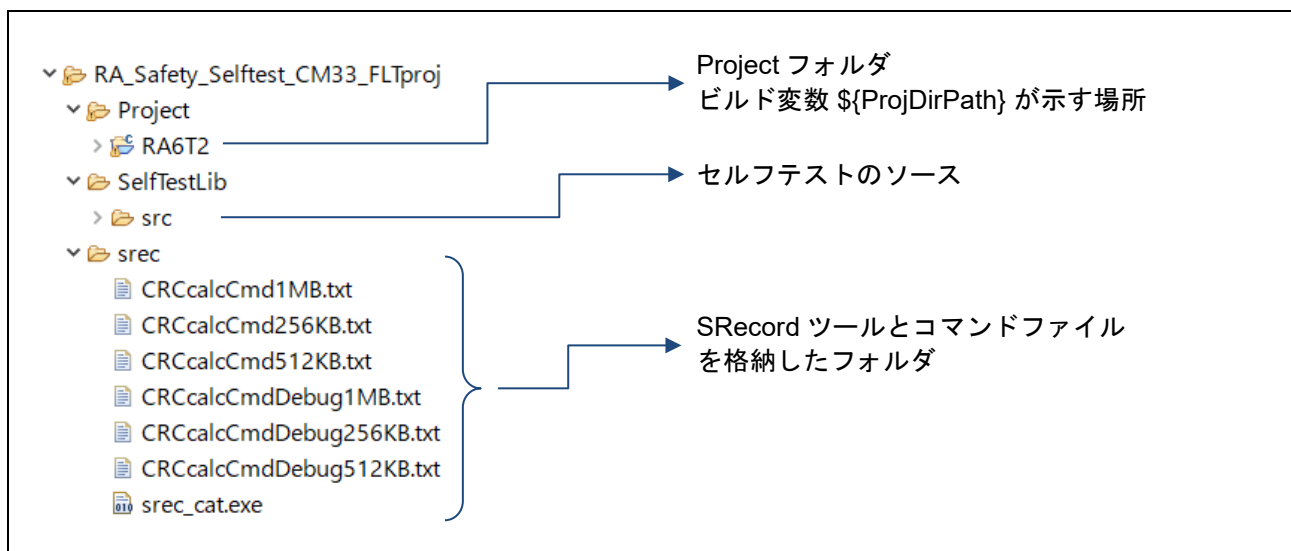 RA_Safety_Selftest_CM33_FLTproj
Project
RA6T2
SelfTestLib
src
srec
CRCcalcCmd1MB.txt
CRCcalcCmd256KB.txt
CRCcalcCmd512KB.txt
CRCcalcCmdDebug1MB.txt
CRCcalcCmdDebug256KB.txt
CRCcalcCmdDebug512KB.txt
srec_cat.exe
Project フォルダ
ビルド変数 ${ProjDirPath} が示す場所
セルフテストのソース
SRecord ツールとコマンドファイル
を格納したフォルダ